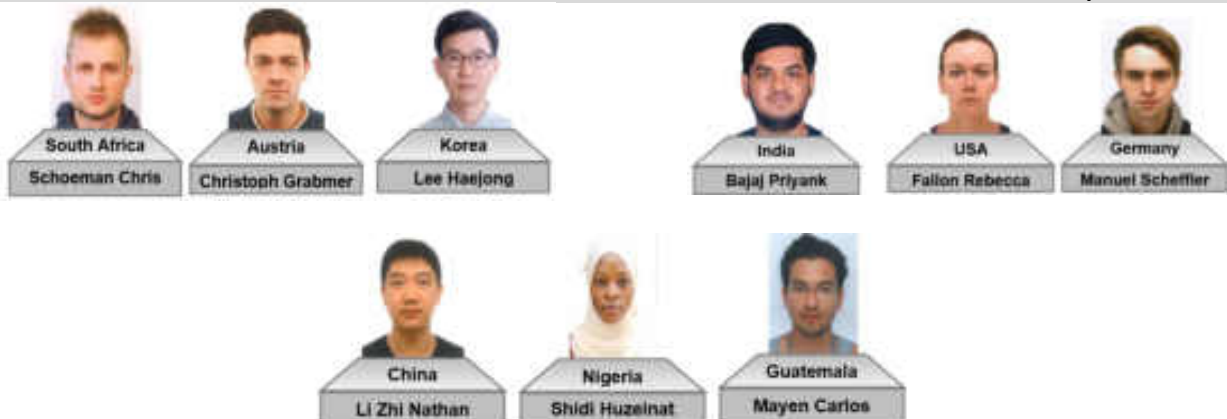 South Africa
Schoeman Chris
Austria
Christoph Grabmer
Korea
Lee Haejong
India
Bajaj Priyank
USA
Fallon Rebecca
Germany
Manuel Scheffler
China
Li Zhi Nathan
Nigeria
Shidi Huzeinat
Guatemala
Mayen Carlos